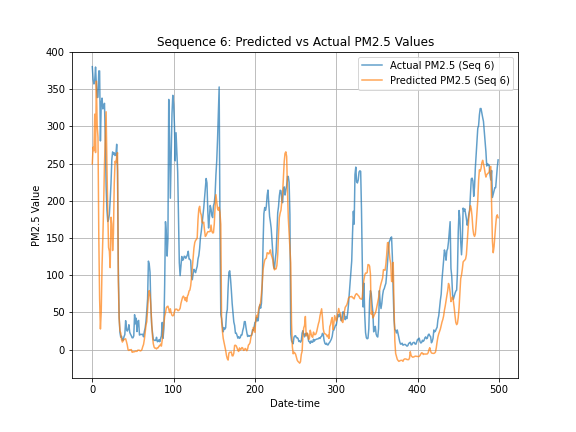 Sequence 6: Predicted vs Actual PM2.5 Values
Actual PM2.5 (Seq 6)
Predicted PM2.5 (Seq 6)
PM2.5 Value
400
350
300
250
200
150
100
50
0
0 100 200 300 400 500
Date-time